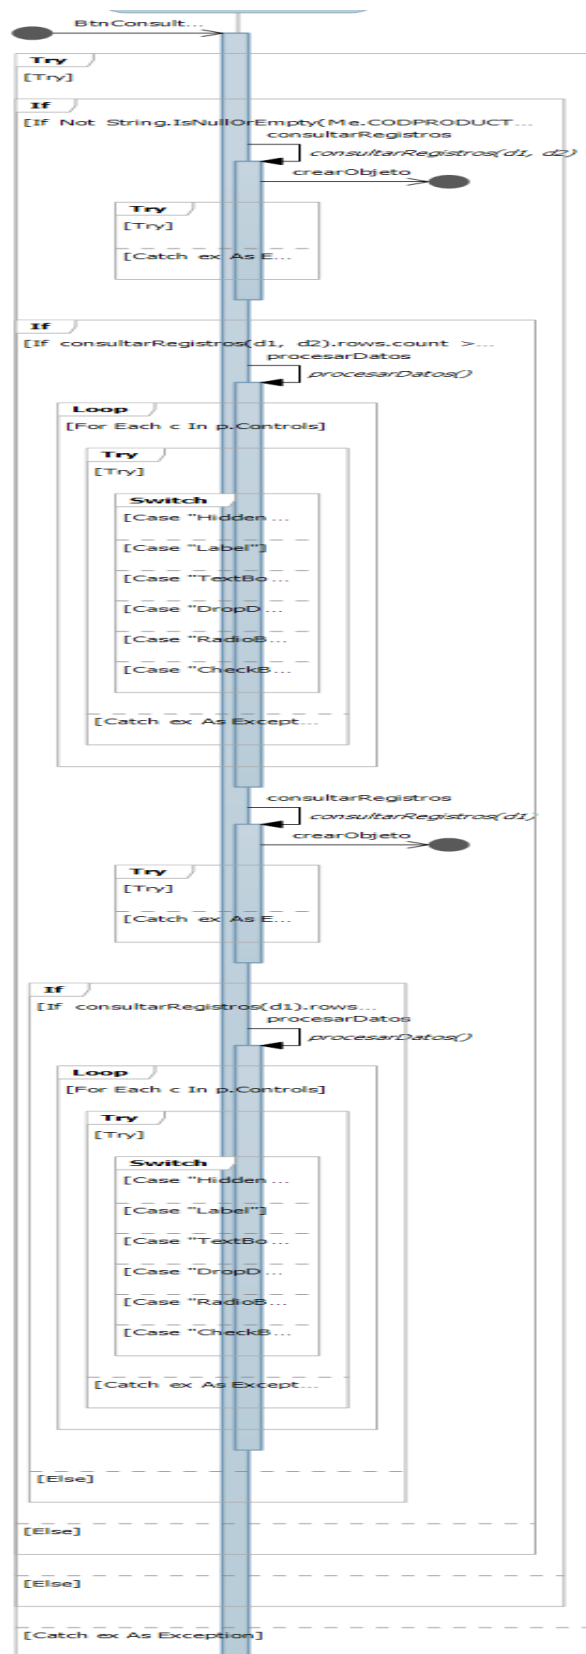 BtnConsult...
Try
[Try]
If
[If Not String.IsNullOrEmpty(Me.CODPRODUCT...
consultarRegistros
consultarRegistros(d1, d2)
crearObjeto
Try
[Try]
[Catch ex As E...
If
[If consultarRegistros(d1, d2).rows.count >...
procesarDatos
procesarDatos()
Loop
[For Each c In p.Controls]
Try
[Try]
Switch
[Case "Hidden ...
[Case "Label"]
[Case "TextBo ...
[Case "DropD ...
[Case "RadioB...
[Case "CheckB...
[Catch ex As Except...
consultarRegistros
consultarRegistros(d1)
crearObjeto
Try
[Try]
[Catch ex As E...
If
[If consultarRegistros(d1).rows...
procesarDatos
procesarDatos()
Loop
[For Each c In p.Controls]
Try
[Try]
Switch
[Case "Hidden ...
[Case "Label"]
[Case "TextBo ...
[Case "DropD ...
[Case "RadioB...
[Case "CheckB...
[Catch ex As Except...
[Else]
[Else]
[Else]
[Catch ex As Exception]